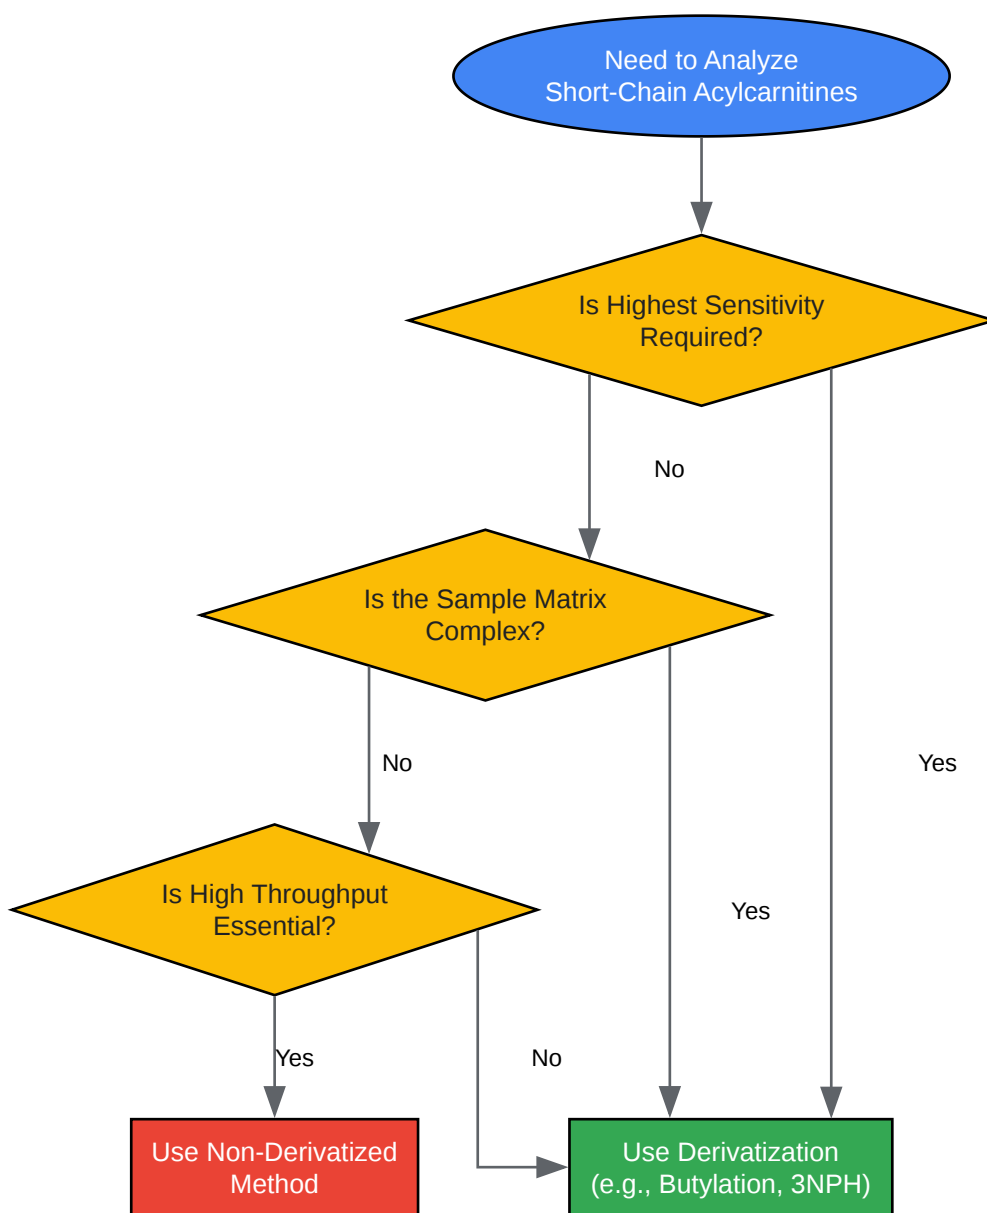 Need to Analyze
Short-Chain Acylcarnitines
Is Highest Sensitivity
Required?
No
Is the Sample Matrix
Complex?
No
Yes
Is High Throughput
Essential?
Yes
Yes
No
Use Non-Derivatized
Method
Use Derivatization
(e.g., Butylation, 3NPH)